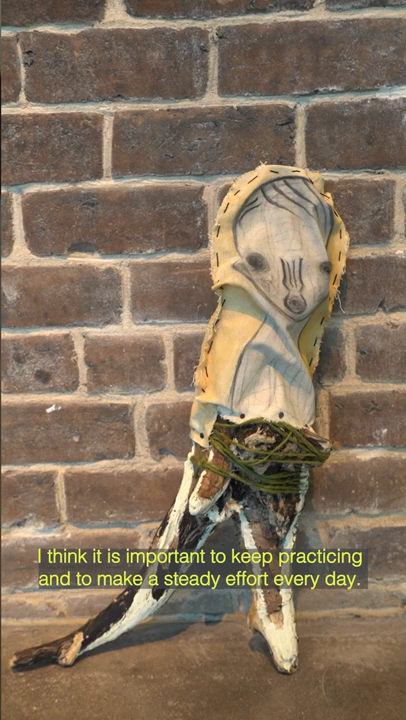 I think it is important to keep practicing
and to make a steady effort every day.